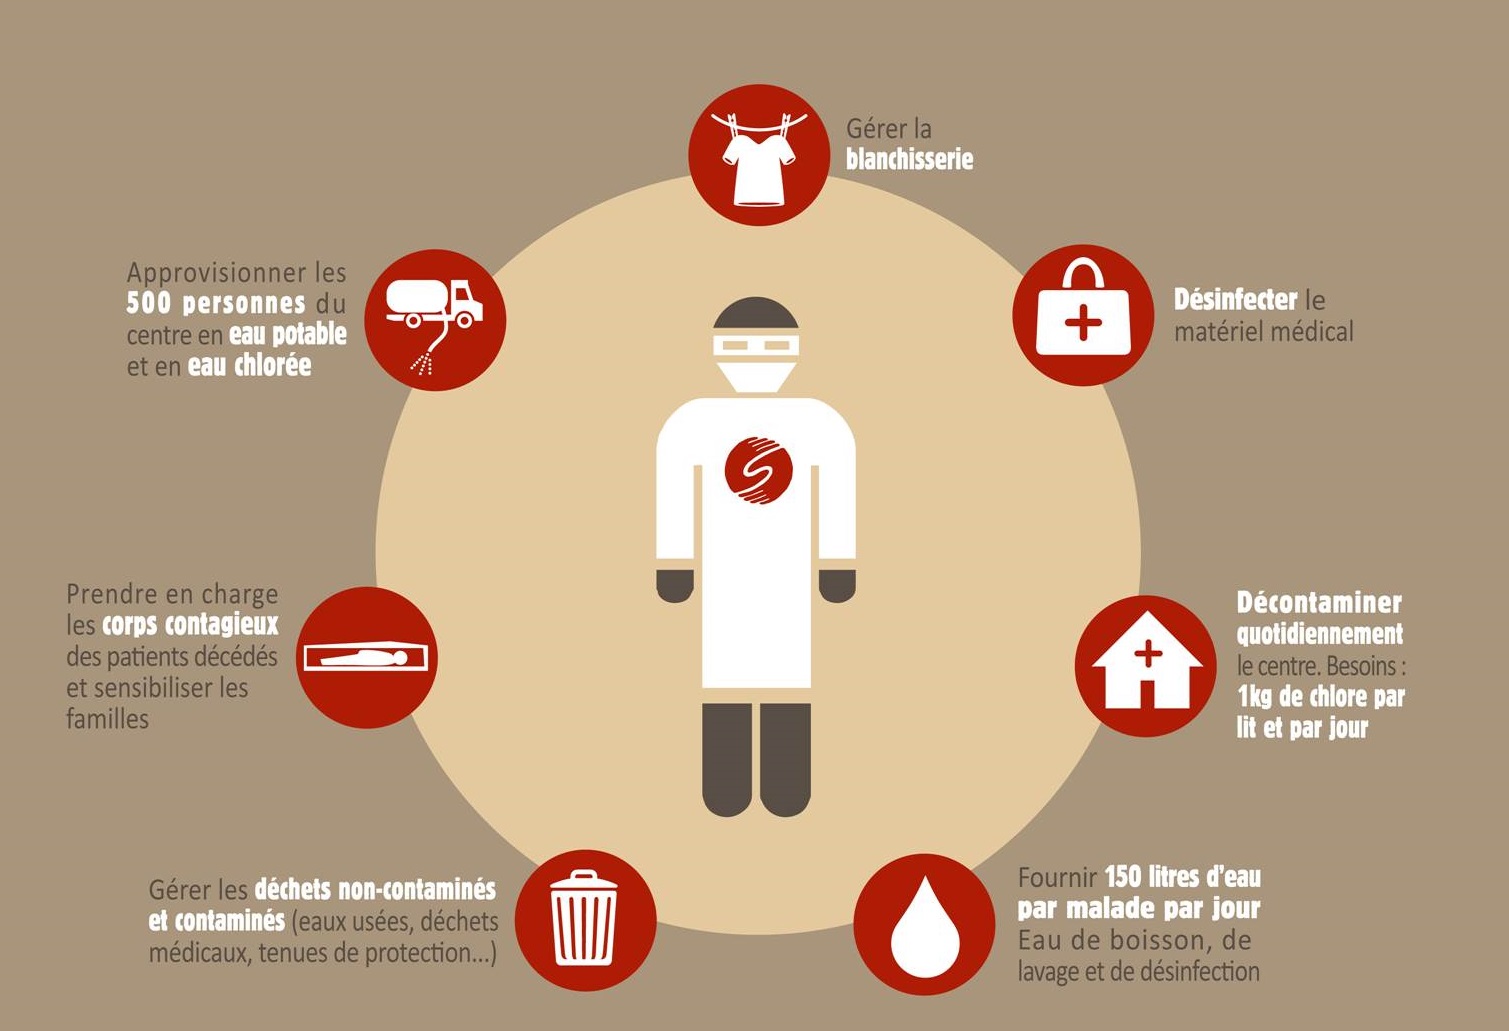 Gérer la
blanchisserie
Désinfecter le
matériel médical
Décontaminer
quotidiennement
le centre. Besoins :
1kg de chlore par
lit et par jour
Fournir 150 litres d'eau
par malade par jour
Eau de boisson, de
lavage et de désinfection
Gérer les déchets non-contaminés
et contaminés (eaux usées, déchets
médicaux, tenues de protection...)
Prendre en charge
les corps contagieux
des patients décédés
et sensibiliser les
familles
Approvisionner les
500 personnes du
centre en eau potable
et en eau chlorée